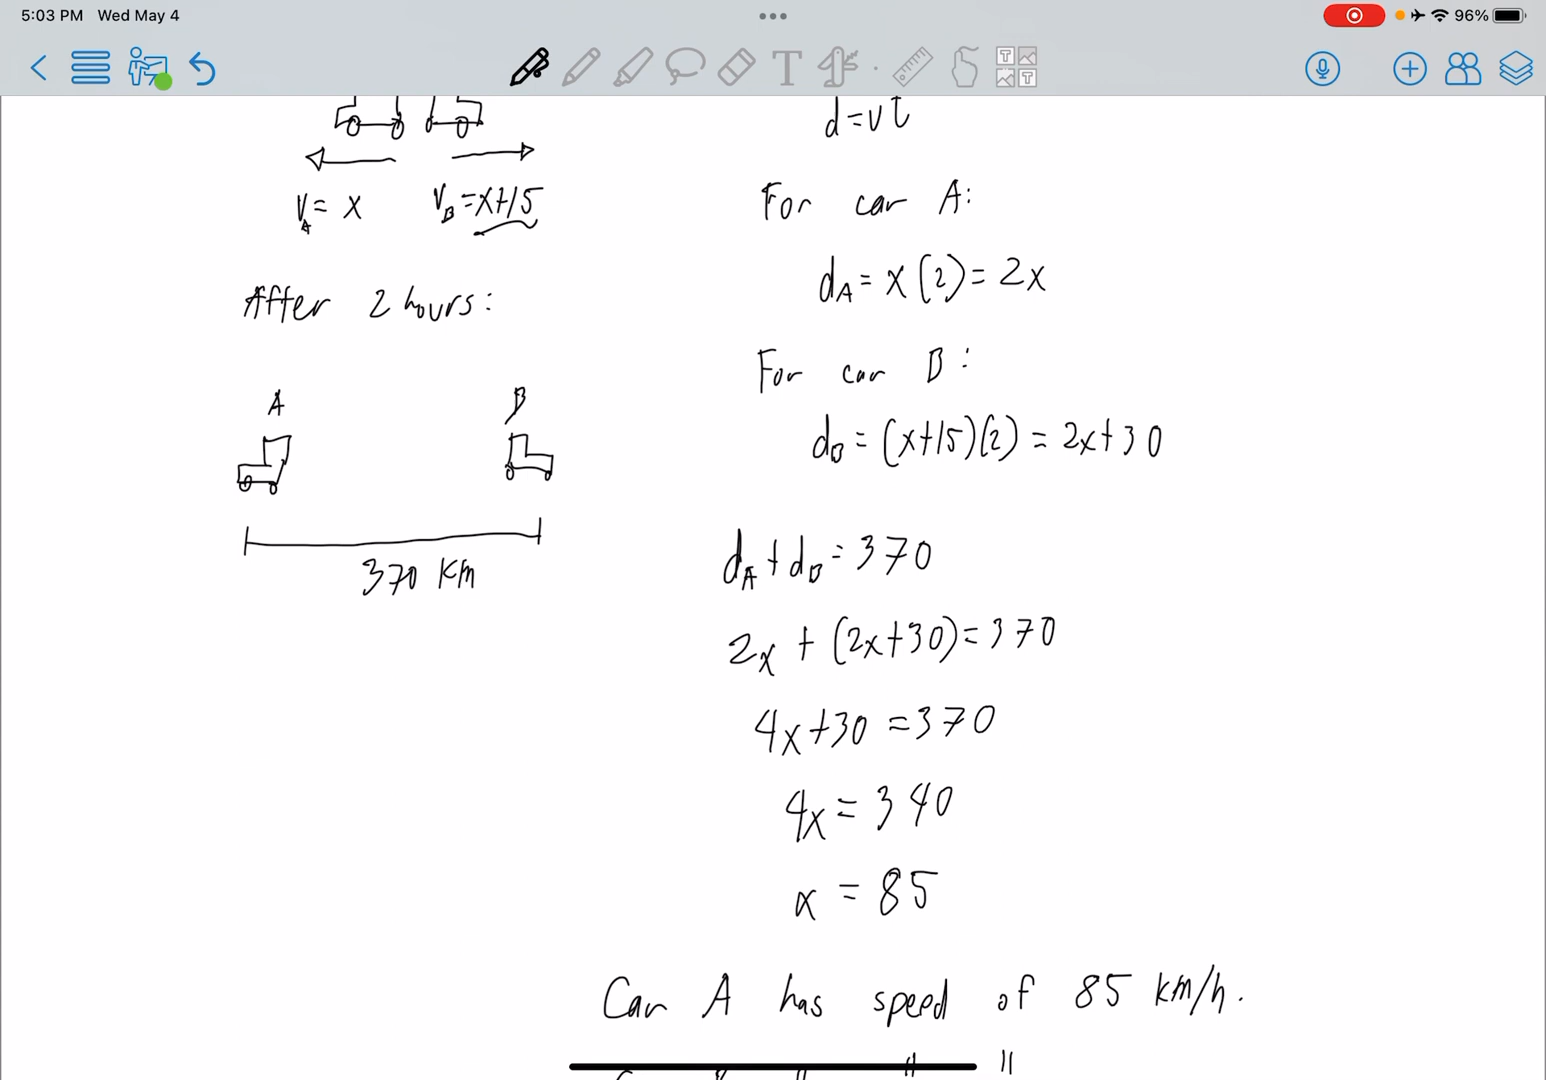 5:03 PM Wed May 4
96%
T
T
T
d=vt
V_A = x V_B = x+15
For car A:
d_A = x(2) = 2x
After 2 hours:
For car B:
A B
d_B = (x+15)(2) = 2x+30
370 km
d_A + d_B = 370
2x + (2x+30) = 370
4x+30 = 370
4x = 340
x = 85
Car A has speed of 85 km/h.
" "